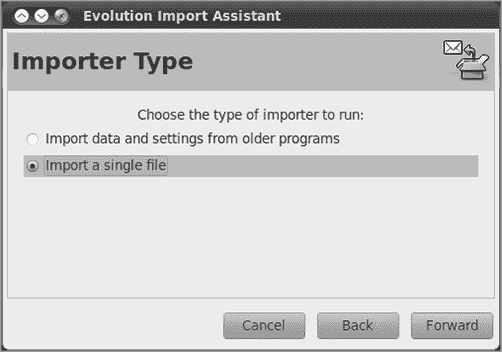 Evolution Import Assistant
Importer Type
Choose the type of importer to run:
Import data and settings from older programs
Import a single file
Cancel
Back
Forward